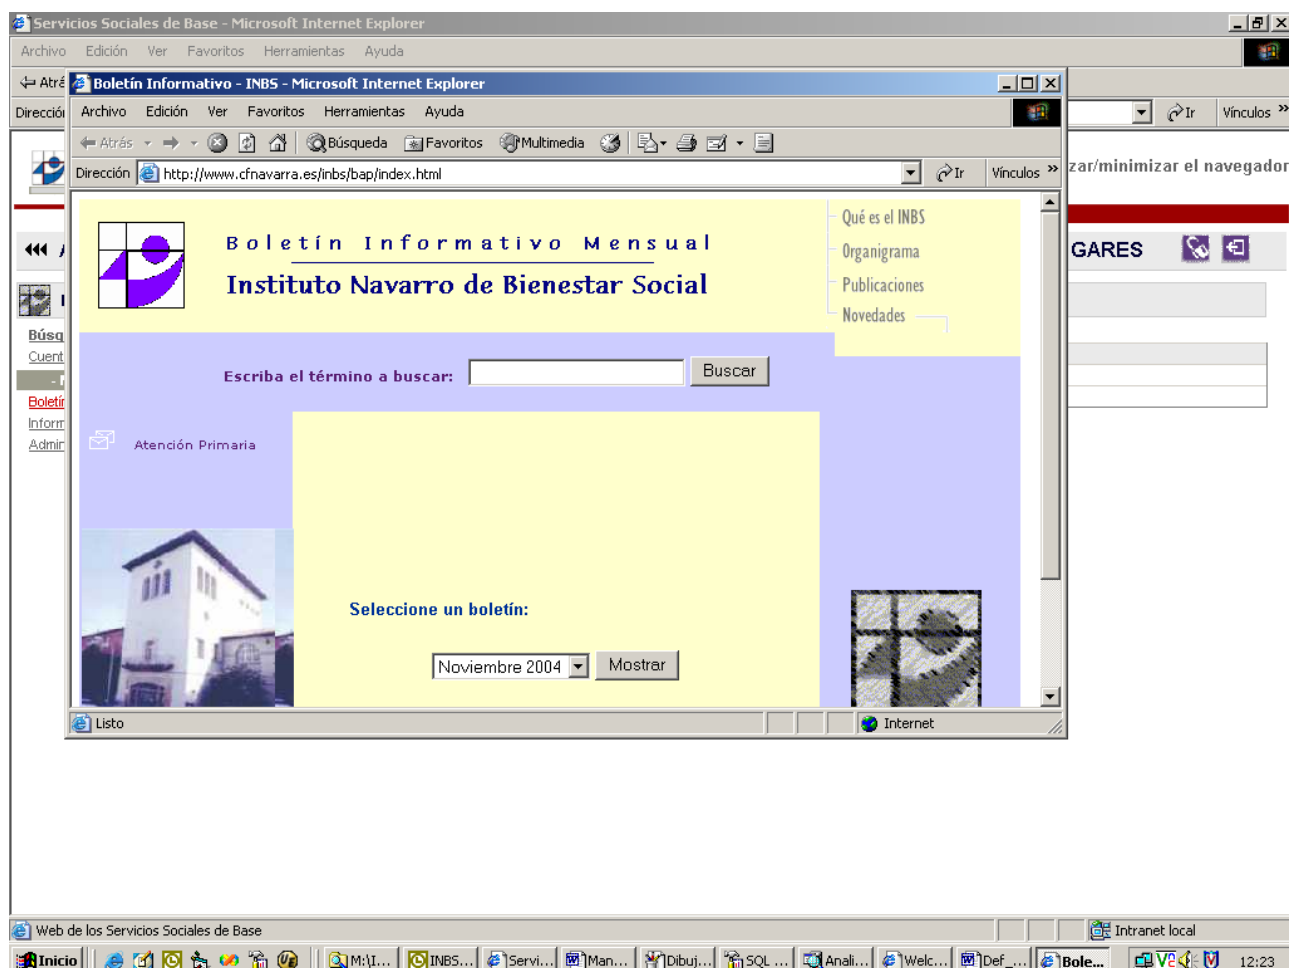 Servicios Sociales de Base - Microsoft Internet Explorer
Archivo Edición Ver Favoritos Herramientas Ayuda
Boletín Informativo - INBS - Microsoft Internet Explorer
Archivo Edición Ver Favoritos Herramientas Ayuda
Vínculos
Ir
Atrás Búsqueda Favoritos Multimedia
Dirección http://www.cfnavarra.es/inbs/bap/index.html Ir Vínculos
zar/minimizar el navegador
Boletín Informativo Mensual
Instituto Navarro de Bienestar Social
Qué es el INBS
Organigrama
Publicaciones
Novedades
GARES
Escriba el término a buscar: Buscar
Atención Primaria
Seleccione un boletín:
Noviembre 2004 Mostrar
Listo Internet
Web de los Servicios Sociales de Base Intranet local
Inicio M:\I... INBS... Servi... Man... Dibuj... SQL ... Anali... Welc... Def_... Bole... 12:23